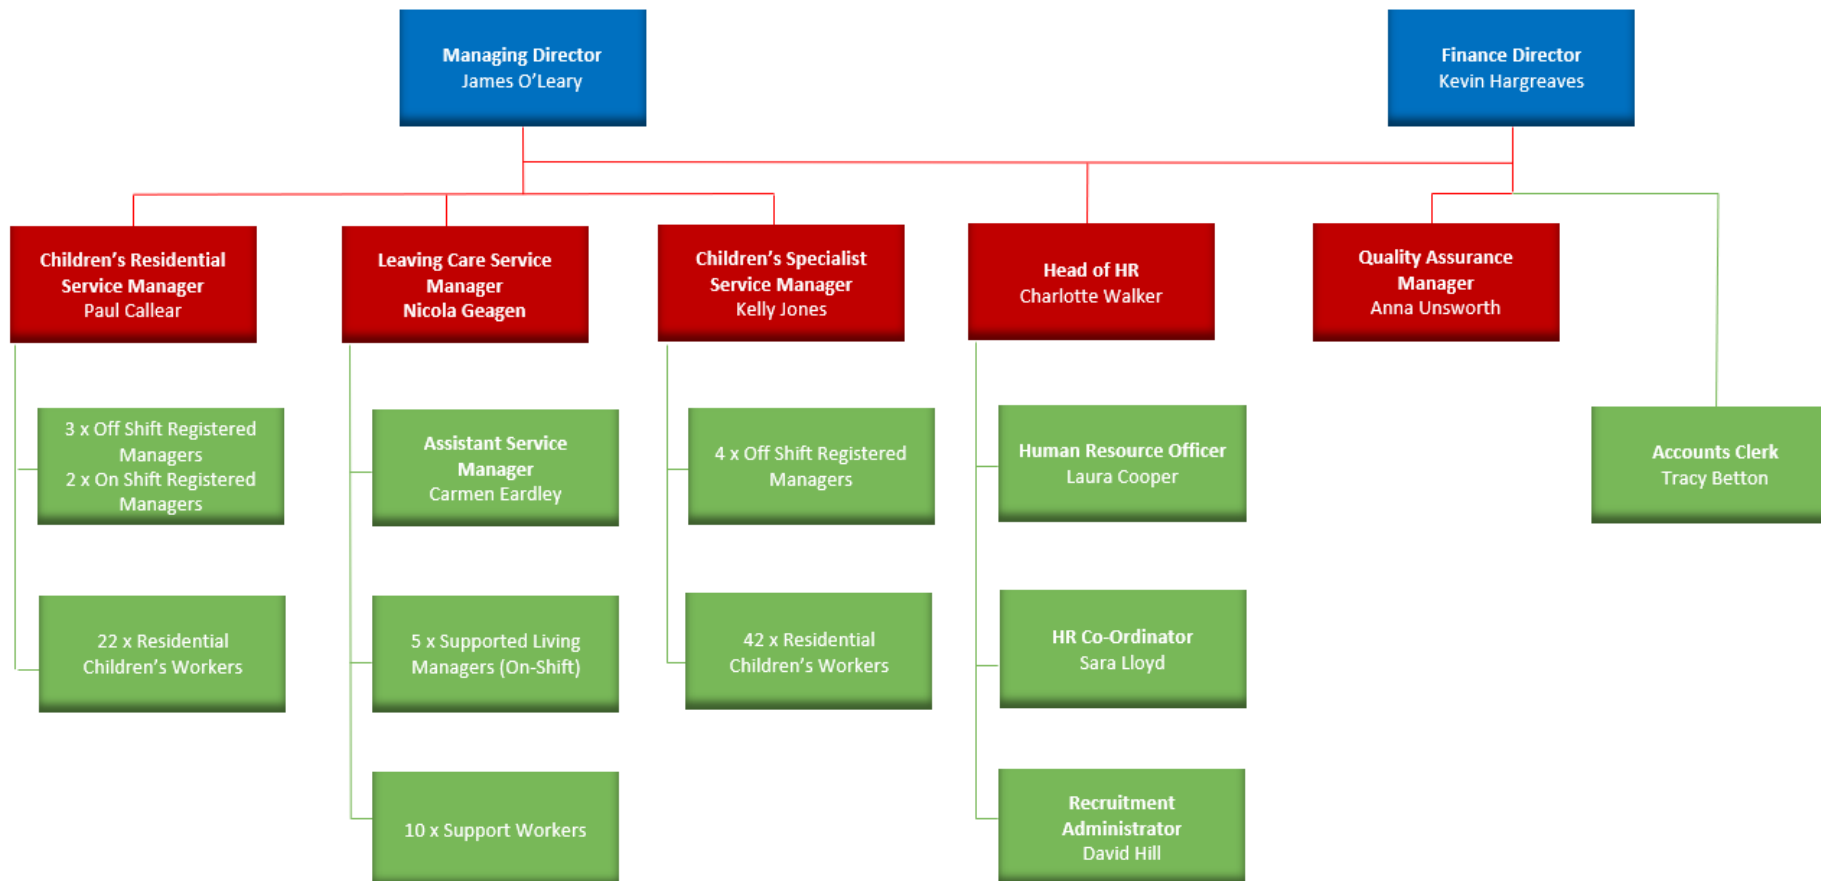 Managing Director
James O’Leary
Finance Director
Kevin Hargreaves
Children’s Residential
Service Manager
Paul Callear
Leaving Care Service
Manager
Nicola Geagen
Children’s Specialist
Service Manager
Kelly Jones
Head of HR
Charlotte Walker
Quality Assurance
Manager
Anna Unsworth
3 x Off Shift Registered
Managers
2 x On Shift Registered
Managers
Assistant Service
Manager
Carmen Eardley
4 x Off Shift Registered
Managers
Human Resource Officer
Laura Cooper
Accounts Clerk
Tracy Betton
22 x Residential
Children’s Workers
5 x Supported Living
Managers (On-Shift)
42 x Residential
Children’s Workers
HR Co-Ordinator
Sara Lloyd
10 x Support Workers
Recruitment
Administrator
David Hill